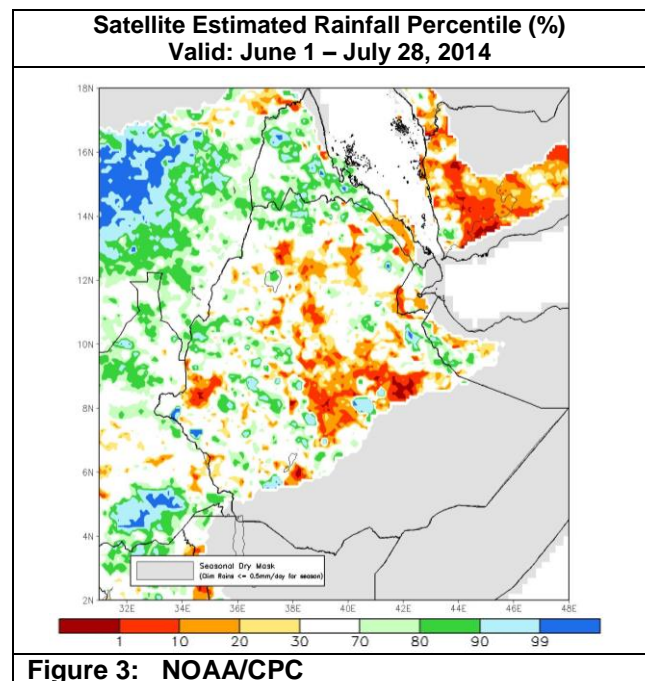 Satellite Estimated Rainfall Percentile (%)
Valid: June 1 – July 28, 2014
18N
16N
14N
12N
10N
8N
6N
4N
2N
Seasonal Dry Mask
(Clim Rains <= 0.5mm/day for season)
32E 34E 36E 38E 40E 42E 44E 46E 48E
1 10 20 30 70 80 90 99
Figure 3: NOAA/CPC